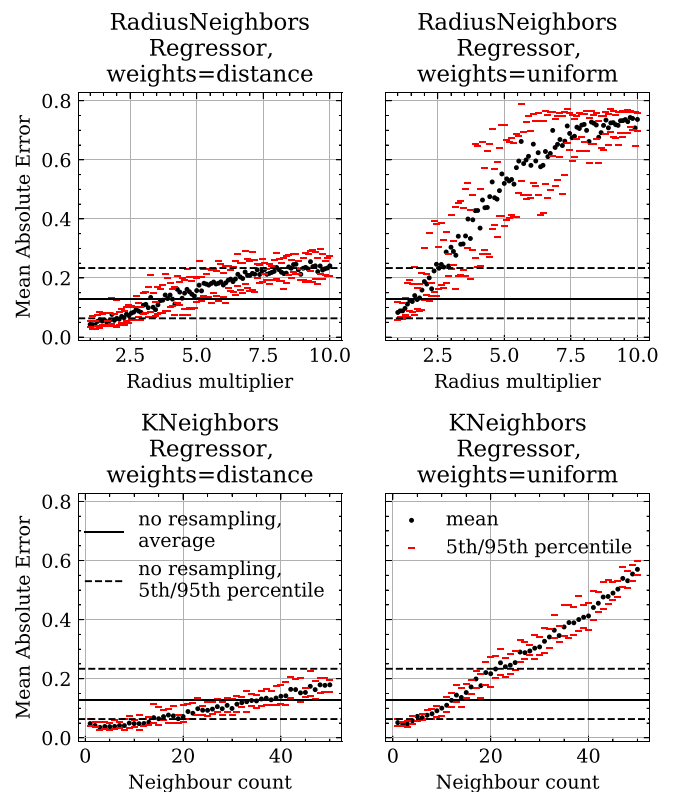 RadiusNeighbors
Regressor,
weights=distance
RadiusNeighbors
Regressor,
weights=uniform
Mean Absolute Error
0.8
0.6
0.4
0.2
0.0
2.5 5.0 7.5 10.0
Radius multiplier
2.5 5.0 7.5 10.0
Radius multiplier
KNeighbors
Regressor,
weights=distance
KNeighbors
Regressor,
weights=uniform
Mean Absolute Error
0.8
0.6
0.4
0.2
0.0
no resampling,
average
no resampling,
5th/95th percentile
mean
5th/95th percentile
0 20 40
Neighbour count
0 20 40
Neighbour count